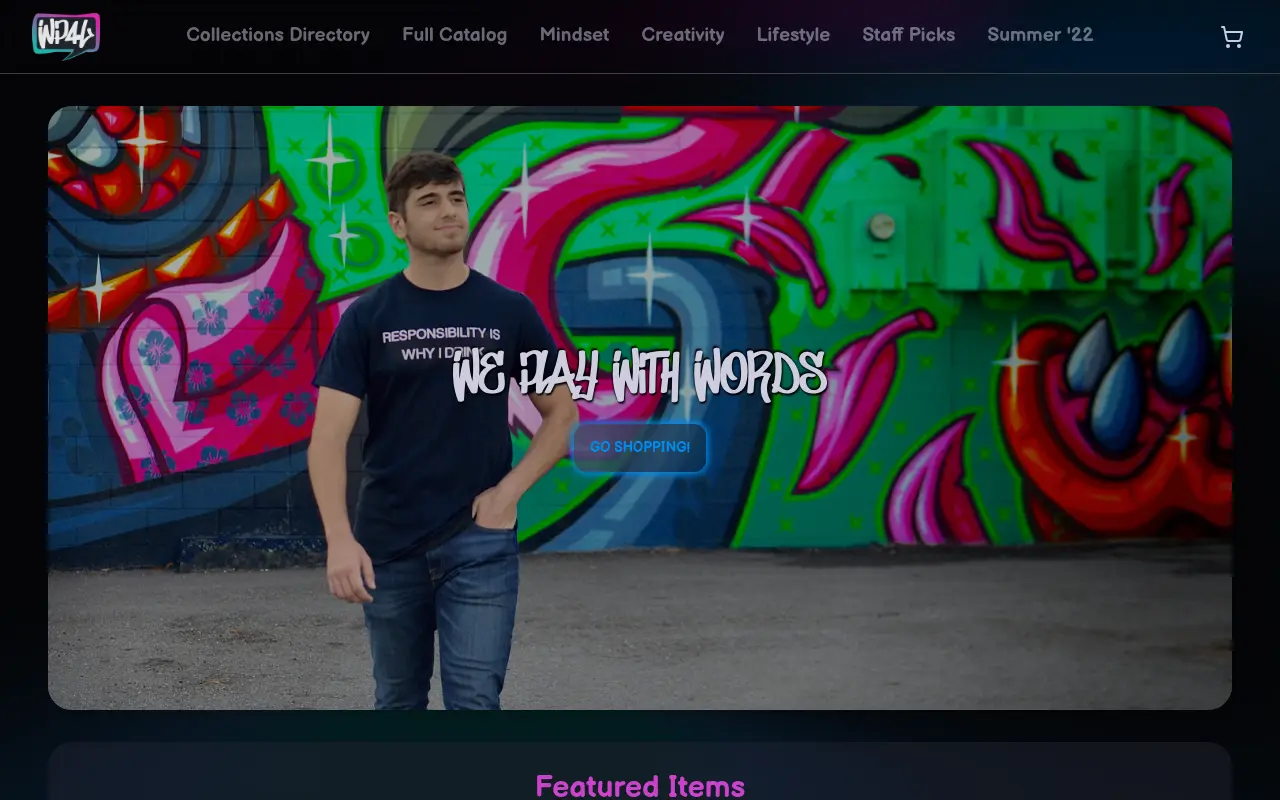 WP4L
Collections Directory
Full Catalog
Mindset
Creativity
Lifestyle
Staff Picks
Summer '22
RESPONSIBILITY IS
WHY I DRINK
WE PLAY WITH WORDS
GO SHOPPING!
Featured Items